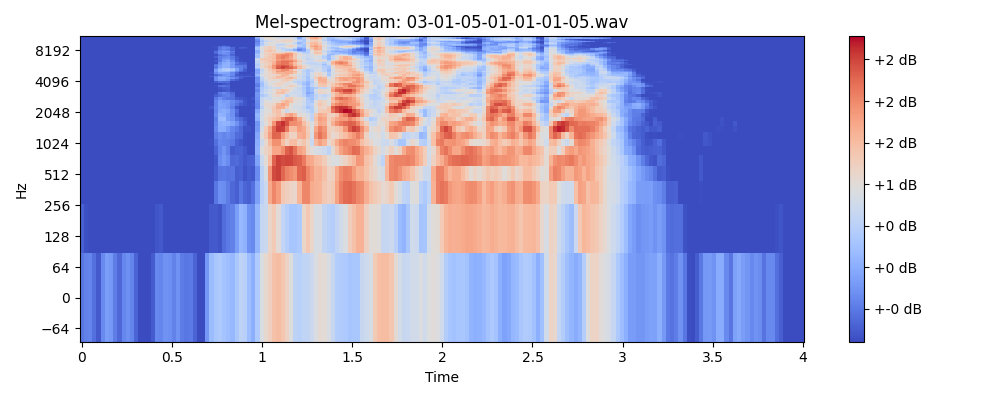 Mel-spectrogram: 03-01-05-01-01-01-05.wav
Hz
8192
4096
2048
1024
512
256
128
64
0
−64
0
0.5
1
1.5
2
2.5
3
3.5
4
Time
+2 dB
+2 dB
+2 dB
+1 dB
+0 dB
+0 dB
+-0 dB